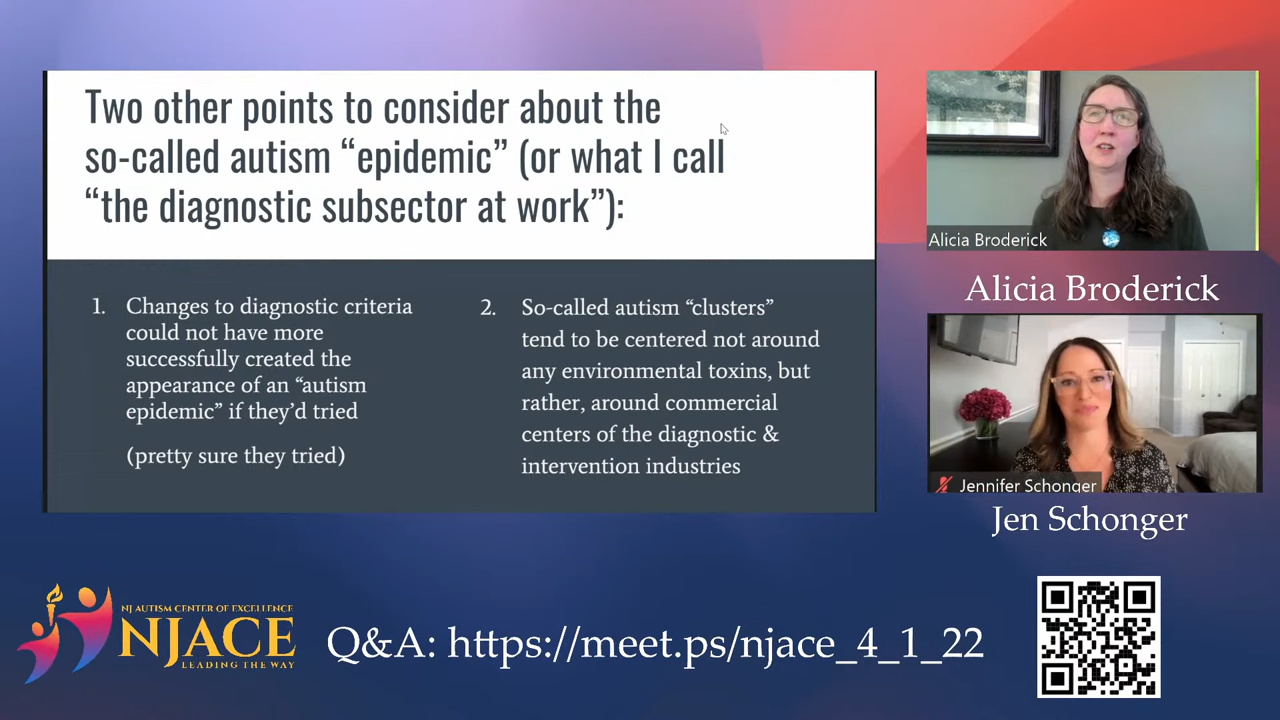 Two other points to consider about the
so-called autism “epidemic” (or what I call
“the diagnostic subsector at work”):
1. Changes to diagnostic criteria
could not have more
successfully created the
appearance of an “autism
epidemic” if they’d tried
(pretty sure they tried)
2. So-called autism “clusters”
tend to be centered not around
any environmental toxins, but
rather, around commercial
centers of the diagnostic &
intervention industries
Alicia Broderick
Alicia Broderick
Jennifer Schonger
Jen Schonger
NJ AUTISM CENTER OF EXCELLENCE
NJACE
LEADING THE WAY
Q&A: https://meet.ps/njace_4_1_22